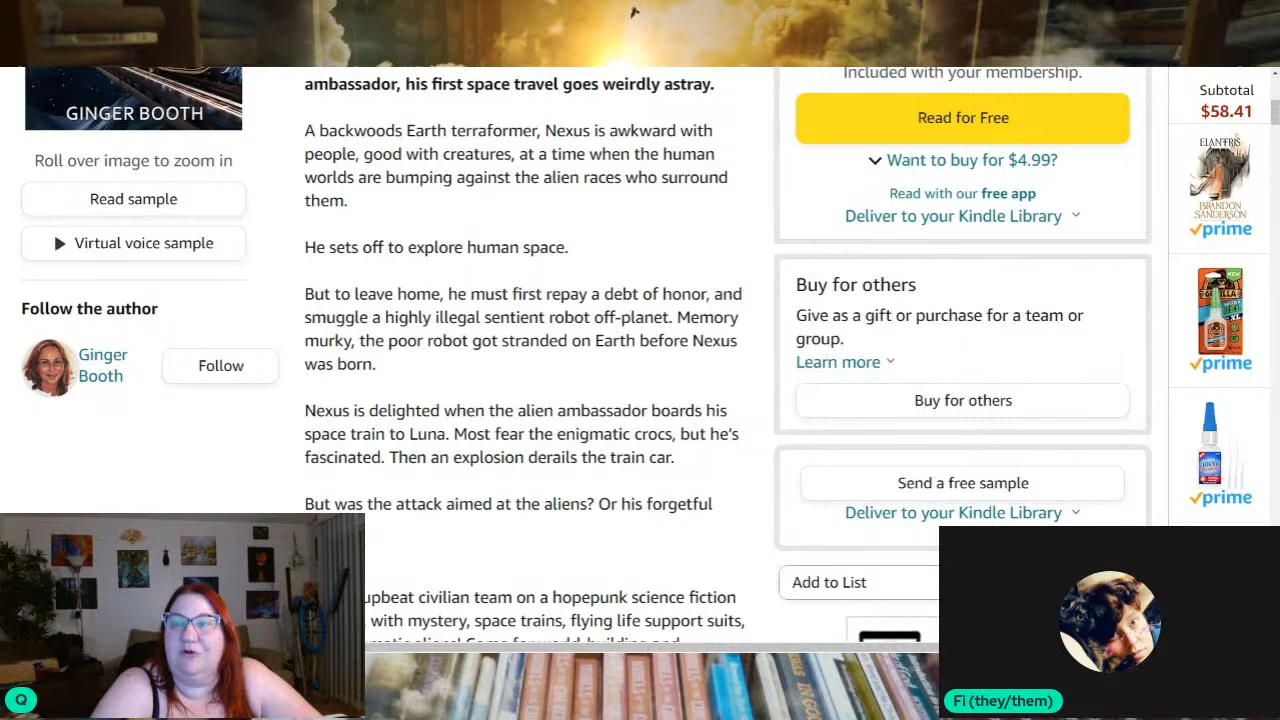 GINGER BOOTH
Roll over image to zoom in
Read sample
Virtual voice sample
Follow the author
Ginger
Booth
Follow
ambassador, his first space travel goes weirdly astray.
A backwoods Earth terraformer, Nexus is awkward with
people, good with creatures, at a time when the human
worlds are bumping against the alien races who surround
them.
He sets off to explore human space.
But to leave home, he must first repay a debt of honor, and
smuggle a highly illegal sentient robot off-planet. Memory
murky, the poor robot got stranded on Earth before Nexus
was born.
Nexus is delighted when the alien ambassador boards his
space train to Luna. Most fear the enigmatic crocs, but he's
fascinated. Then an explosion derails the train car.
But was the attack aimed at the aliens? Or his forgetful
upbeat civilian team on a hopepunk science fiction
with mystery, space trains, flying life support suits,
Included with your membership.
Read for Free
Want to buy for $4.99?
Read with our free app
Deliver to your Kindle Library
Buy for others
Give as a gift or purchase for a team or
group.
Learn more
Buy for others
Send a free sample
Deliver to your Kindle Library
Add to List
Subtotal
$58.41
ELANTRIS
BRANDON
SANDERSON
prime
GORILLA
prime
prime
Q
Fi (they/them)